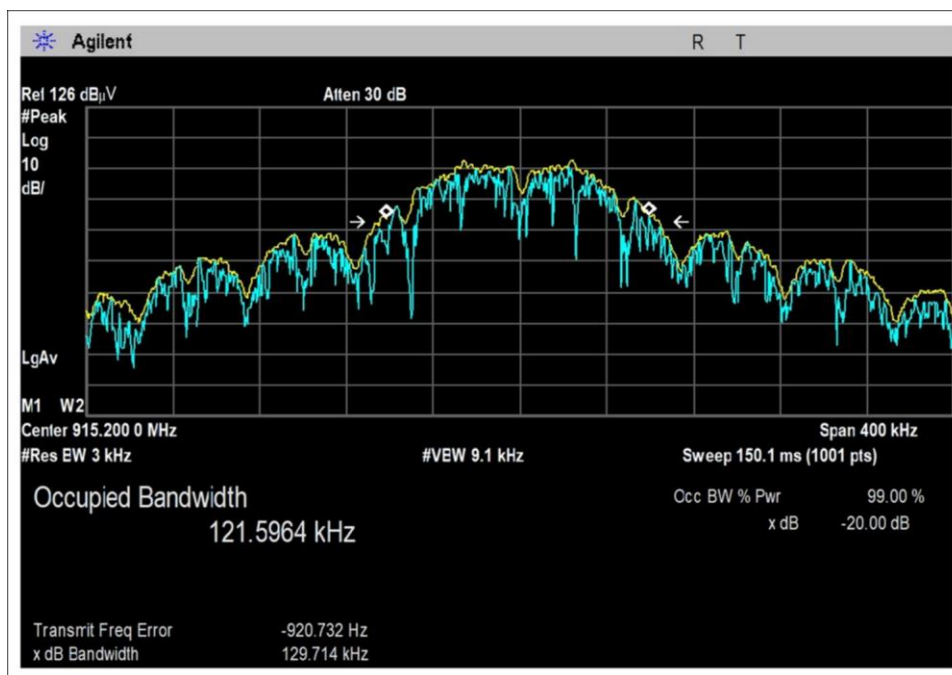 Agilent R T
Ref 126 dBµV Atten 30 dB
#Peak
Log
10
dB/
LgAv
M1 W2
Center 915.200 0 MHz Span 400 kHz
#Res BW 3 kHz #VBW 9.1 kHz Sweep 150.1 ms (1001 pts)
Occupied Bandwidth Occ BW % Pwr 99.00 %
121.5964 kHz x dB -20.00 dB
Transmit Freq Error -920.732 Hz
x dB Bandwidth 129.714 kHz